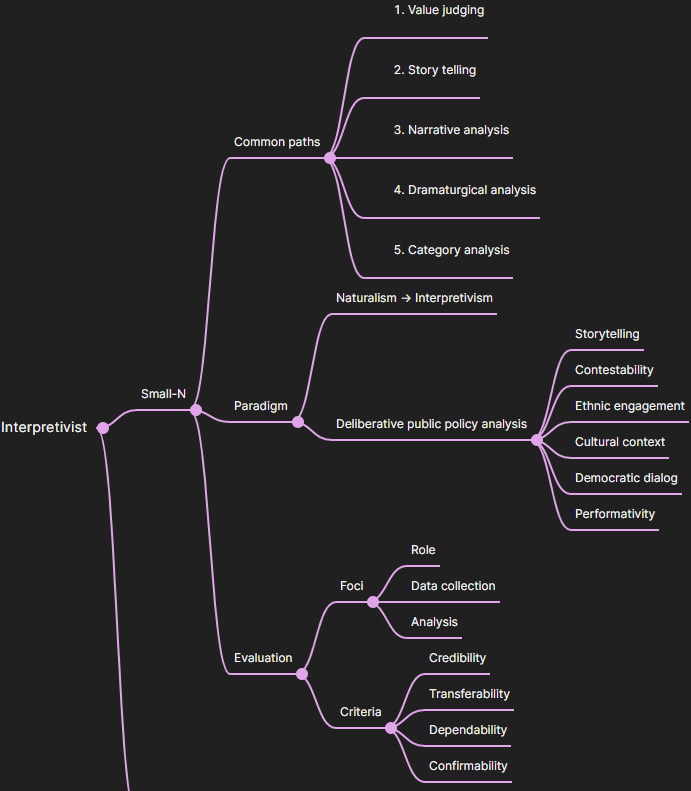 Interpretivist
Small-N
Common paths
1. Value judging
2. Story telling
3. Narrative analysis
4. Dramaturgical analysis
5. Category analysis
Paradigm
Naturalism → Interpretivism
Deliberative public policy analysis
Storytelling
Contestability
Ethnic engagement
Cultural context
Democratic dialog
Performativity
Evaluation
Foci
Role
Data collection
Analysis
Criteria
Credibility
Transferability
Dependability
Confirmability